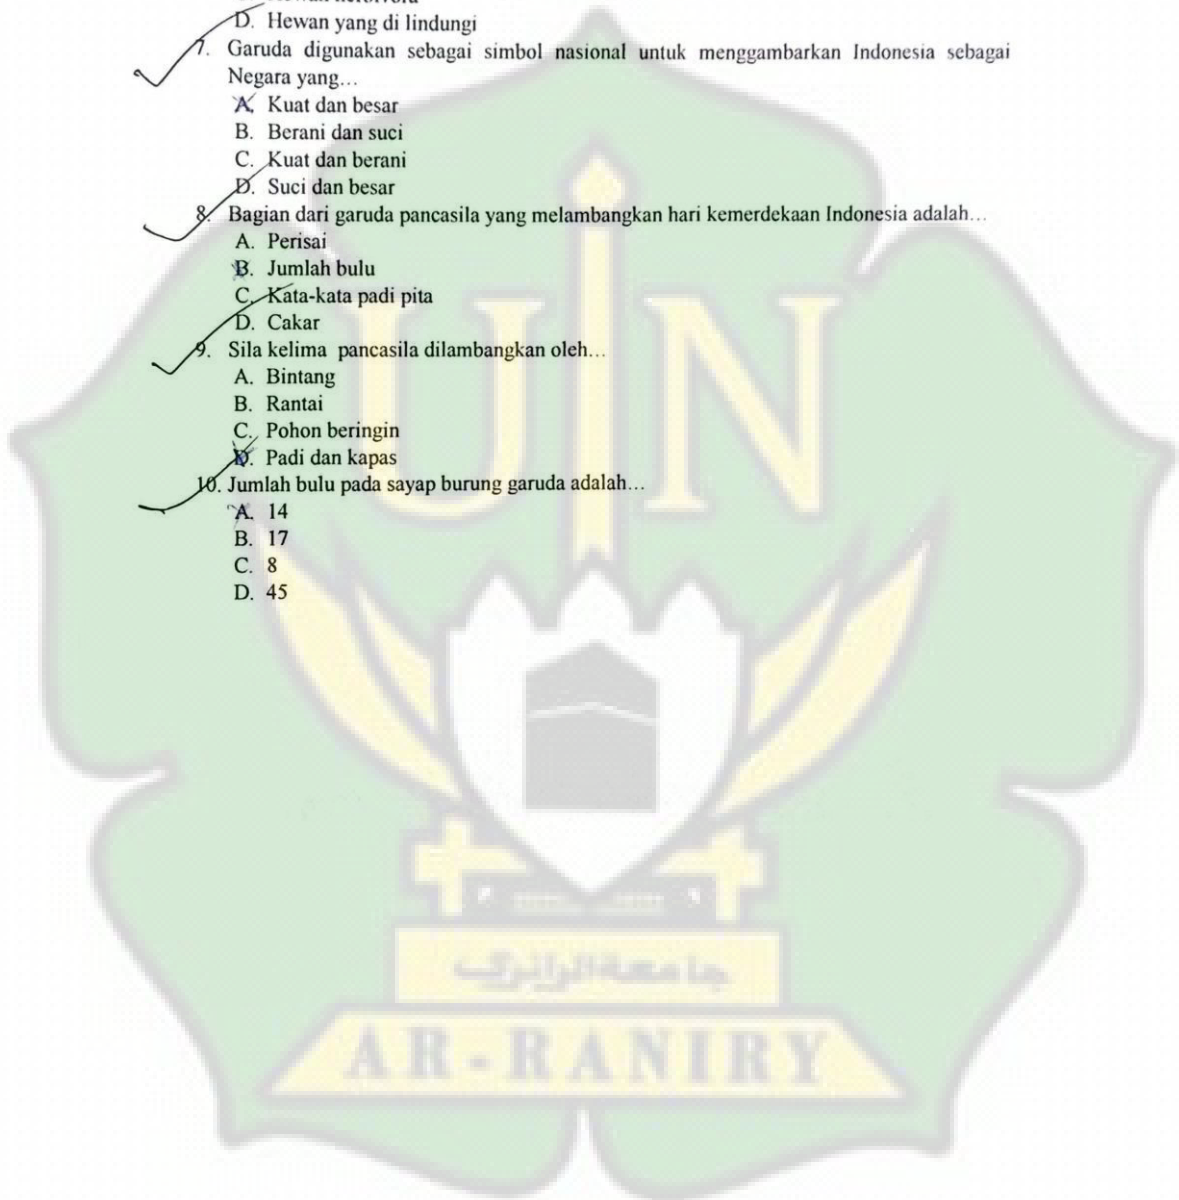 D. Hewan yang di lindungi
7. Garuda digunakan sebagai simbol nasional untuk menggambarkan Indonesia sebagai
Negara yang...
A. Kuat dan besar
B. Berani dan suci
C. Kuat dan berani
D. Suci dan besar
8. Bagian dari garuda pancasila yang melambangkan hari kemerdekaan Indonesia adalah...
A. Perisai
B. Jumlah bulu
C. Kata-kata padi pita
D. Cakar
9. Sila kelima pancasila dilambangkan oleh...
A. Bintang
B. Rantai
C. Pohon beringin
D. Padi dan kapas
10. Jumlah bulu pada sayap burung garuda adalah...
A. 14
B. 17
C. 8
D. 45
UIN
جامعة الرانري
AR-RANIRY